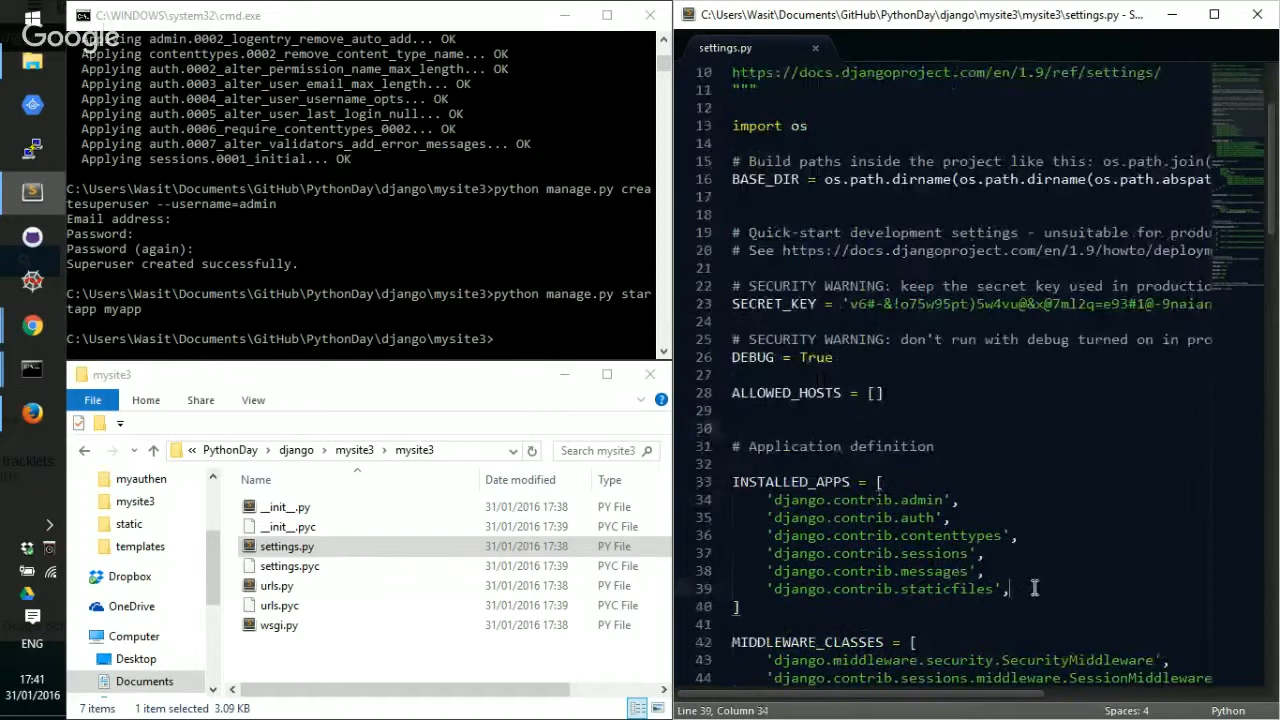 Google
C:\WINDOWS\system32\cmd.exe
Applying admin.0002_logentry_remove_auto_add... OK
Applying contenttypes.0002_remove_content_type_name... OK
Applying auth.0002_alter_permission_name_max_length... OK
Applying auth.0003_alter_user_email_max_length... OK
Applying auth.0004_alter_user_username_opts... OK
Applying auth.0005_alter_user_last_login_null... OK
Applying auth.0006_require_contenttypes_0002... OK
Applying auth.0007_alter_validators_add_error_messages... OK
Applying sessions.0001_initial... OK
C:\Users\Wasit\Documents\GitHub\PythonDay\django\mysite3>python manage.py crea
tesuperuser --username=admin
Email address:
Password:
Password (again):
Superuser created successfully.
C:\Users\Wasit\Documents\GitHub\PythonDay\django\mysite3>python manage.py star
tapp myapp
C:\Users\Wasit\Documents\GitHub\PythonDay\django\mysite3>
mysite3
File Home Share View
« PythonDay > django > mysite3 > mysite3
Search mysite3
Name Date modified Type
__init__.py 31/01/2016 17:38 PY File
__init__.pyc 31/01/2016 17:39 PYC File
settings.py 31/01/2016 17:38 PY File
settings.pyc 31/01/2016 17:39 PYC File
urls.py 31/01/2016 17:38 PY File
urls.pyc 31/01/2016 17:39 PYC File
wsgi.py 31/01/2016 17:38 PY File
myauthen
mysite3
static
templates
Dropbox
OneDrive
Computer
Desktop
Documents
7 items 1 item selected 3.09 KB
tracklets
ENG
17:41
31/01/2016
C:\Users\Wasit\Documents\GitHub\PythonDay\django\mysite3\mysite3\settings.py - S...
settings.py
10 https://docs.djangoproject.com/en/1.9/ref/settings/
11 """
12
13 import os
14
15 # Build paths inside the project like this: os.path.join(
16 BASE_DIR = os.path.dirname(os.path.dirname(os.path.abspat
17
18
19 # Quick-start development settings - unsuitable for produ
20 # See https://docs.djangoproject.com/en/1.9/howto/deploym
21
22 # SECURITY WARNING: keep the secret key used in productio
23 SECRET_KEY = 'v6#-&!o75w95pt)5w4vu@&x@7ml2q=e93#1@-9naian
24
25 # SECURITY WARNING: don't run with debug turned on in pro
26 DEBUG = True
27
28 ALLOWED_HOSTS = []
29
30
31 # Application definition
32
33 INSTALLED_APPS = [
34 'django.contrib.admin',
35 'django.contrib.auth',
36 'django.contrib.contenttypes',
37 'django.contrib.sessions',
38 'django.contrib.messages',
39 'django.contrib.staticfiles',
40 ]
41
42 MIDDLEWARE_CLASSES = [
43 'django.middleware.security.SecurityMiddleware',
44 'django.contrib.sessions.middleware.SessionMiddleware
Line 39, Column 34
Spaces: 4
Python